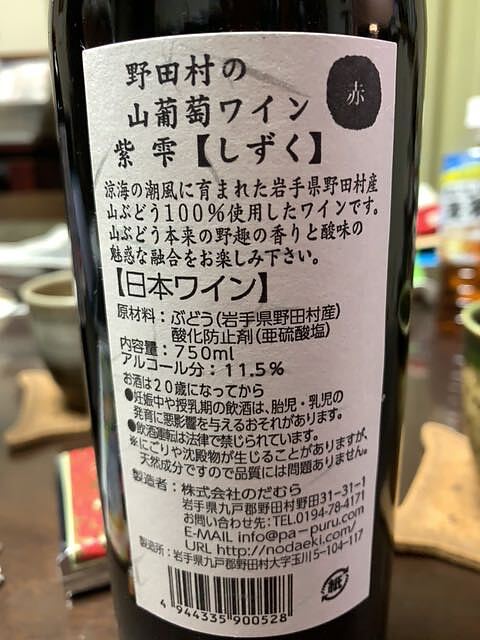 野田村の
山葡萄ワイン
赤
紫雫【しずく】
涼海の潮風に育まれた岩手県野田村産
山ぶどう100%使用したワインです。
山ぶどう本来の野趣の香りと酸味の
魅惑な融合をお楽しみ下さい。
【日本ワイン】
原材料:ぶどう(岩手県野田村産)
酸化防止剤(亜硫酸塩)
内容量:750ml
アルコール分:11.5%
お酒は20歳になってから
●妊娠中や授乳期の飲酒は、胎児・乳児の
発育に悪影響を与えるおそれがあります。
●飲酒運転は法律で禁じられています。
※にごりや沈殿物が生じることがありますが、
天然成分ですので品質には問題ありません。
製造者:株式会社のだむら
岩手県九戸郡野田村野田31-31-1
お問い合わせ先:TEL.0194-78-4171
E-MAIL info@pa-puru.com
URL http://nodaeki.com/
製造所:岩手県九戸郡野田村大字玉川5-104-117
紙
4 944335 900528